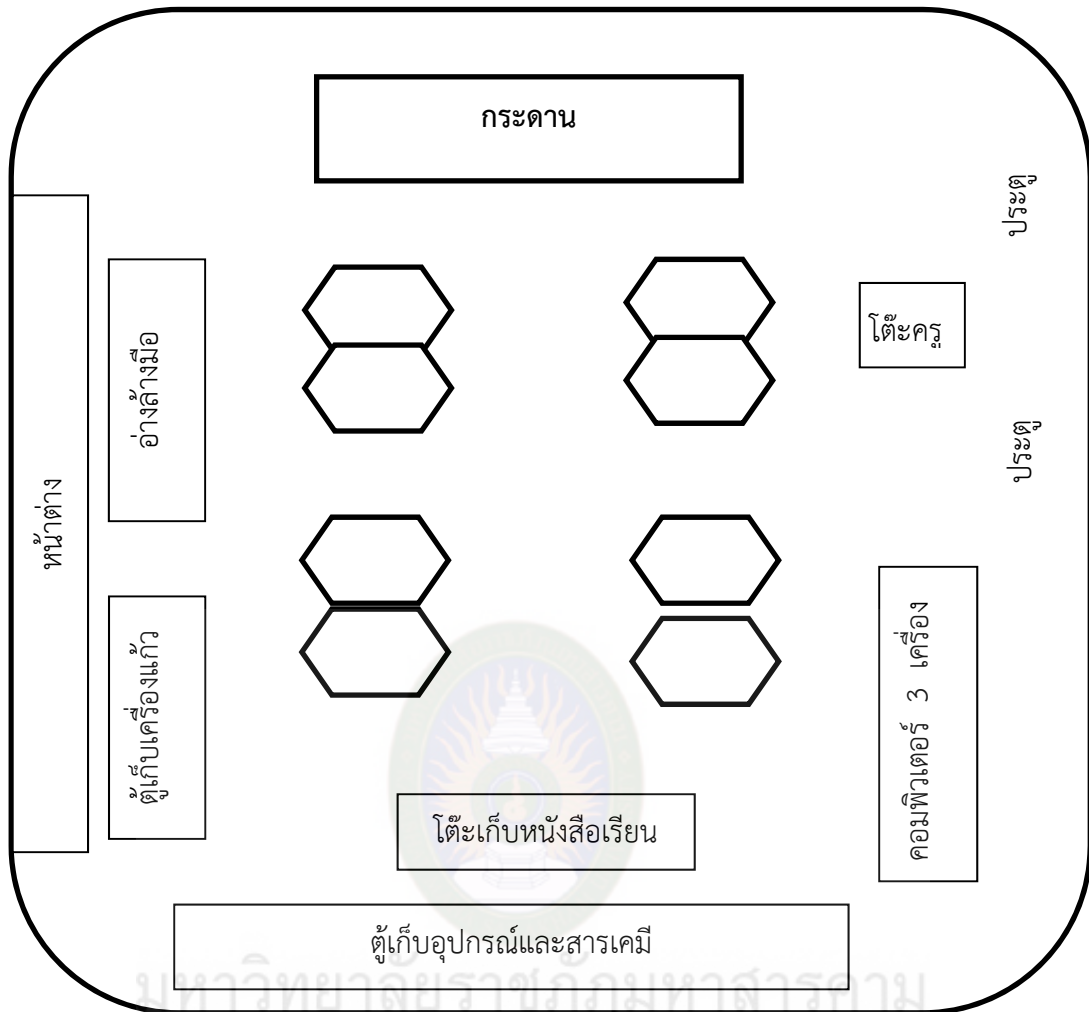 กระดาน
ประตู
โต๊ะครู
อ่างล้างมือ
ประตู
หน้าต่าง
ตู้เก็บเครื่องแก้ว
คอมพิวเตอร์ 3 เครื่อง
โต๊ะเก็บหนังสือเรียน
ตู้เก็บอุปกรณ์และสารเคมี
มหาวิทยาลัยราชภัฏมหาสารคาม